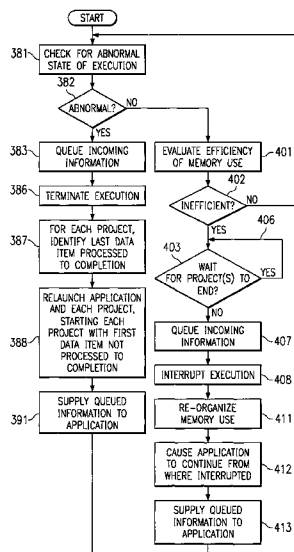 START
381
CHECK FOR ABNORMAL
STATE OF EXECUTION
382
ABNORMAL?
NO
YES
383
QUEUE INCOMING
INFORMATION
386
TERMINATE EXECUTION
387
FOR EACH PROJECT,
IDENTIFY LAST DATA
ITEM PROCESSED
TO COMPLETION
388
RELAUNCH APPLICATION
AND EACH PROJECT,
STARTING EACH
PROJECT WITH FIRST
DATA ITEM NOT
PROCESSED TO
COMPLETION
391
SUPPLY QUEUED
INFORMATION TO
APPLICATION
EVALUATE EFFICIENCY
OF MEMORY USE
401
402
INEFFICIENT?
NO
YES
406
403
WAIT
FOR PROJECT(S) TO
END?
YES
NO
QUEUE INCOMING
INFORMATION
407
INTERRUPT EXECUTION
408
RE-ORGANIZE
MEMORY USE
411
CAUSE APPLICATION
TO CONTINUE FROM
WHERE INTERRUPTED
412
SUPPLY QUEUED
INFORMATION TO
APPLICATION
413